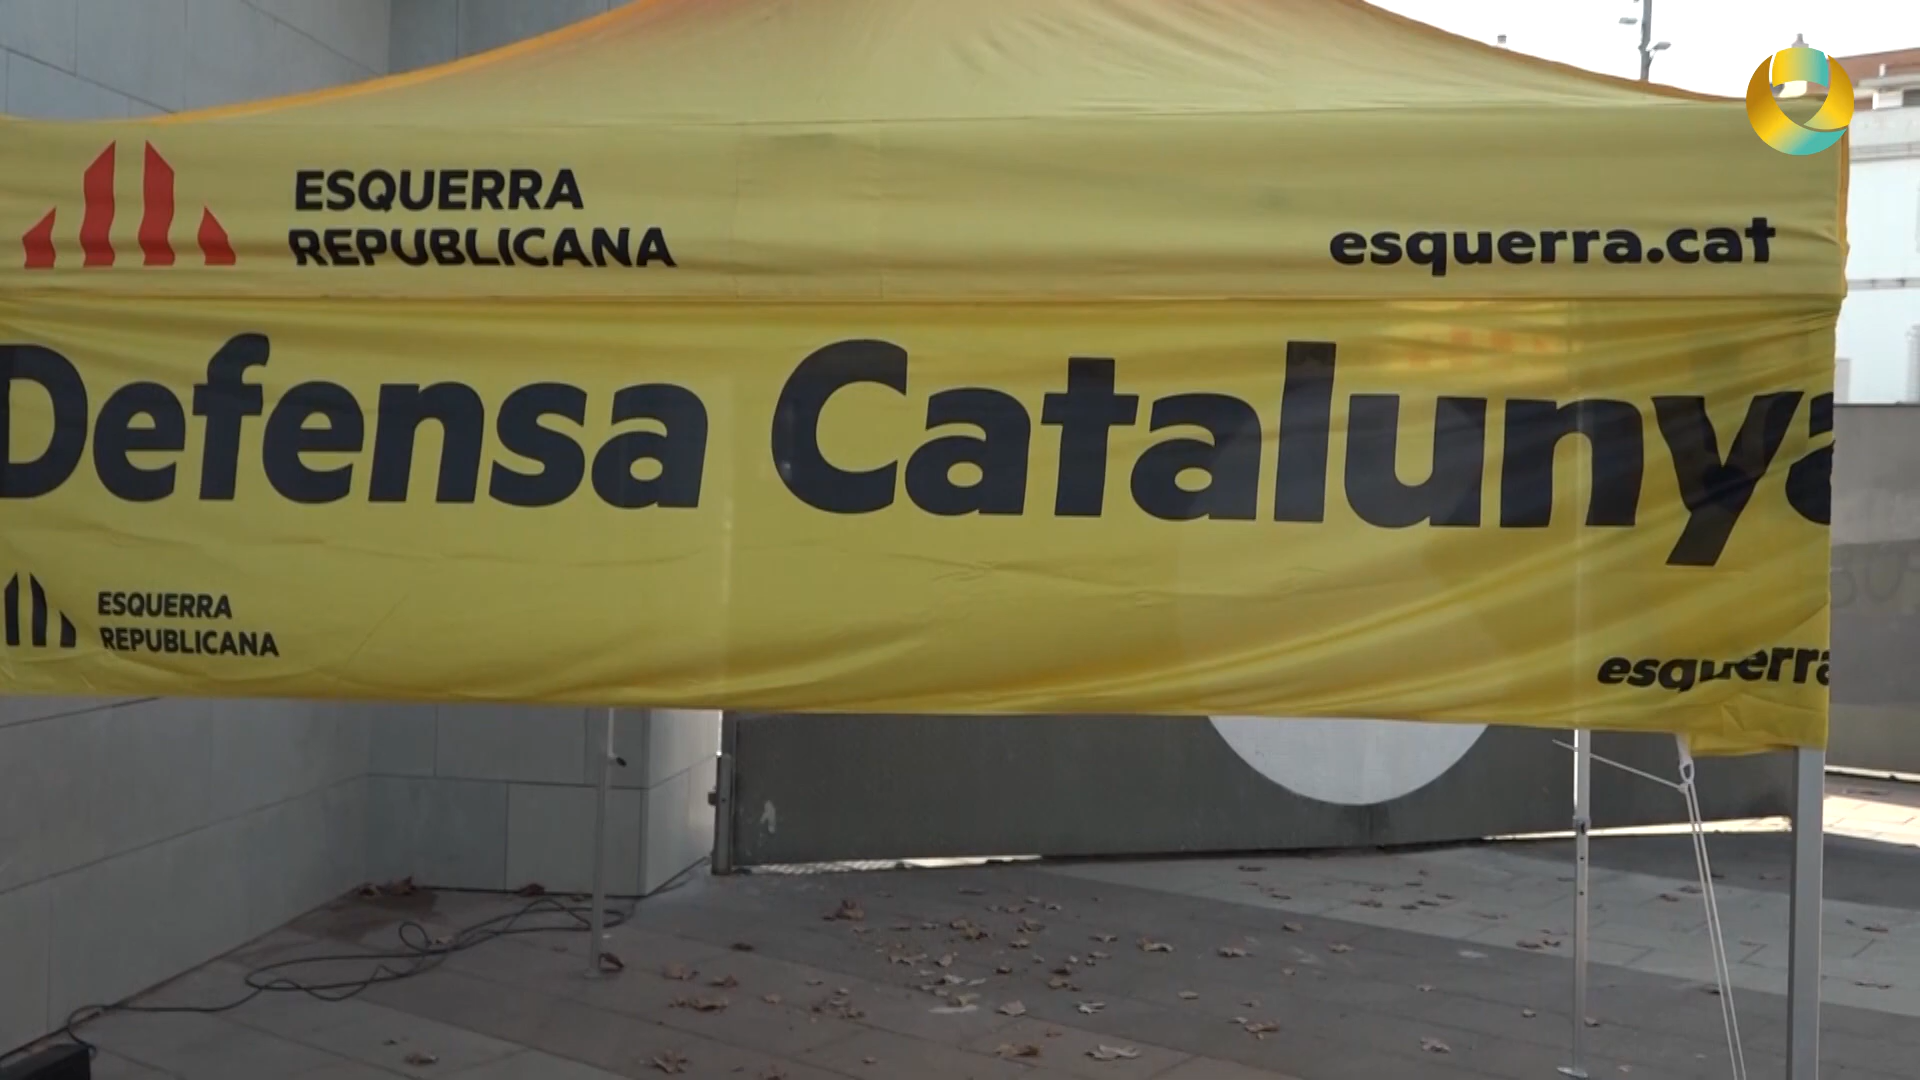 ESQUERRA
REPUBLICANA
esquerra.cat
Defensa Catalunya
ESQUERRA
REPUBLICANA
esquerra